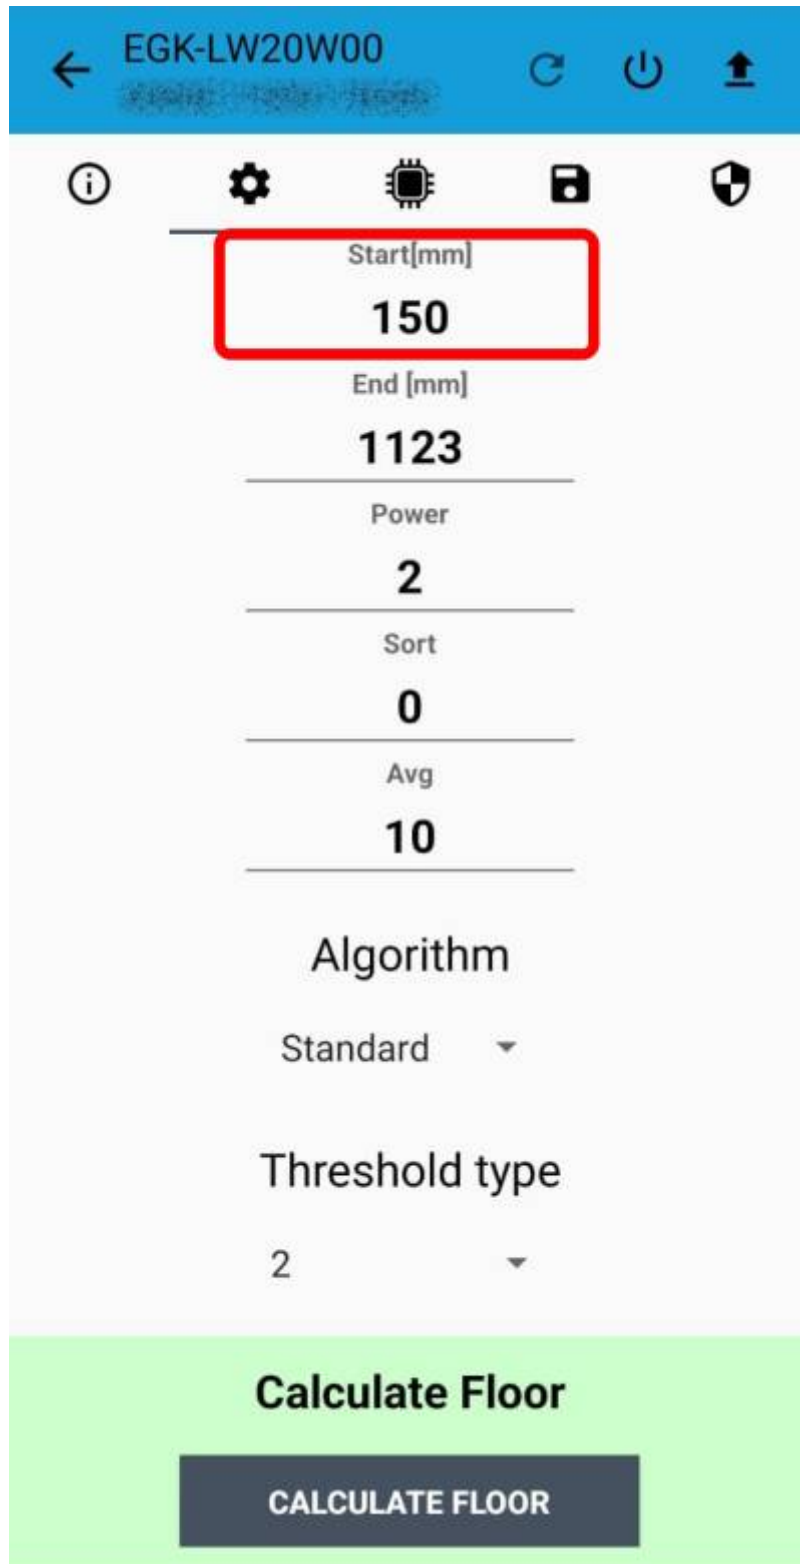 EGK-LW20W00
Start[mm]
150
End [mm]
1123
Power
2
Sort
0
Avg
10
Algorithm
Standard
Threshold type
2
Calculate Floor
CALCULATE FLOOR